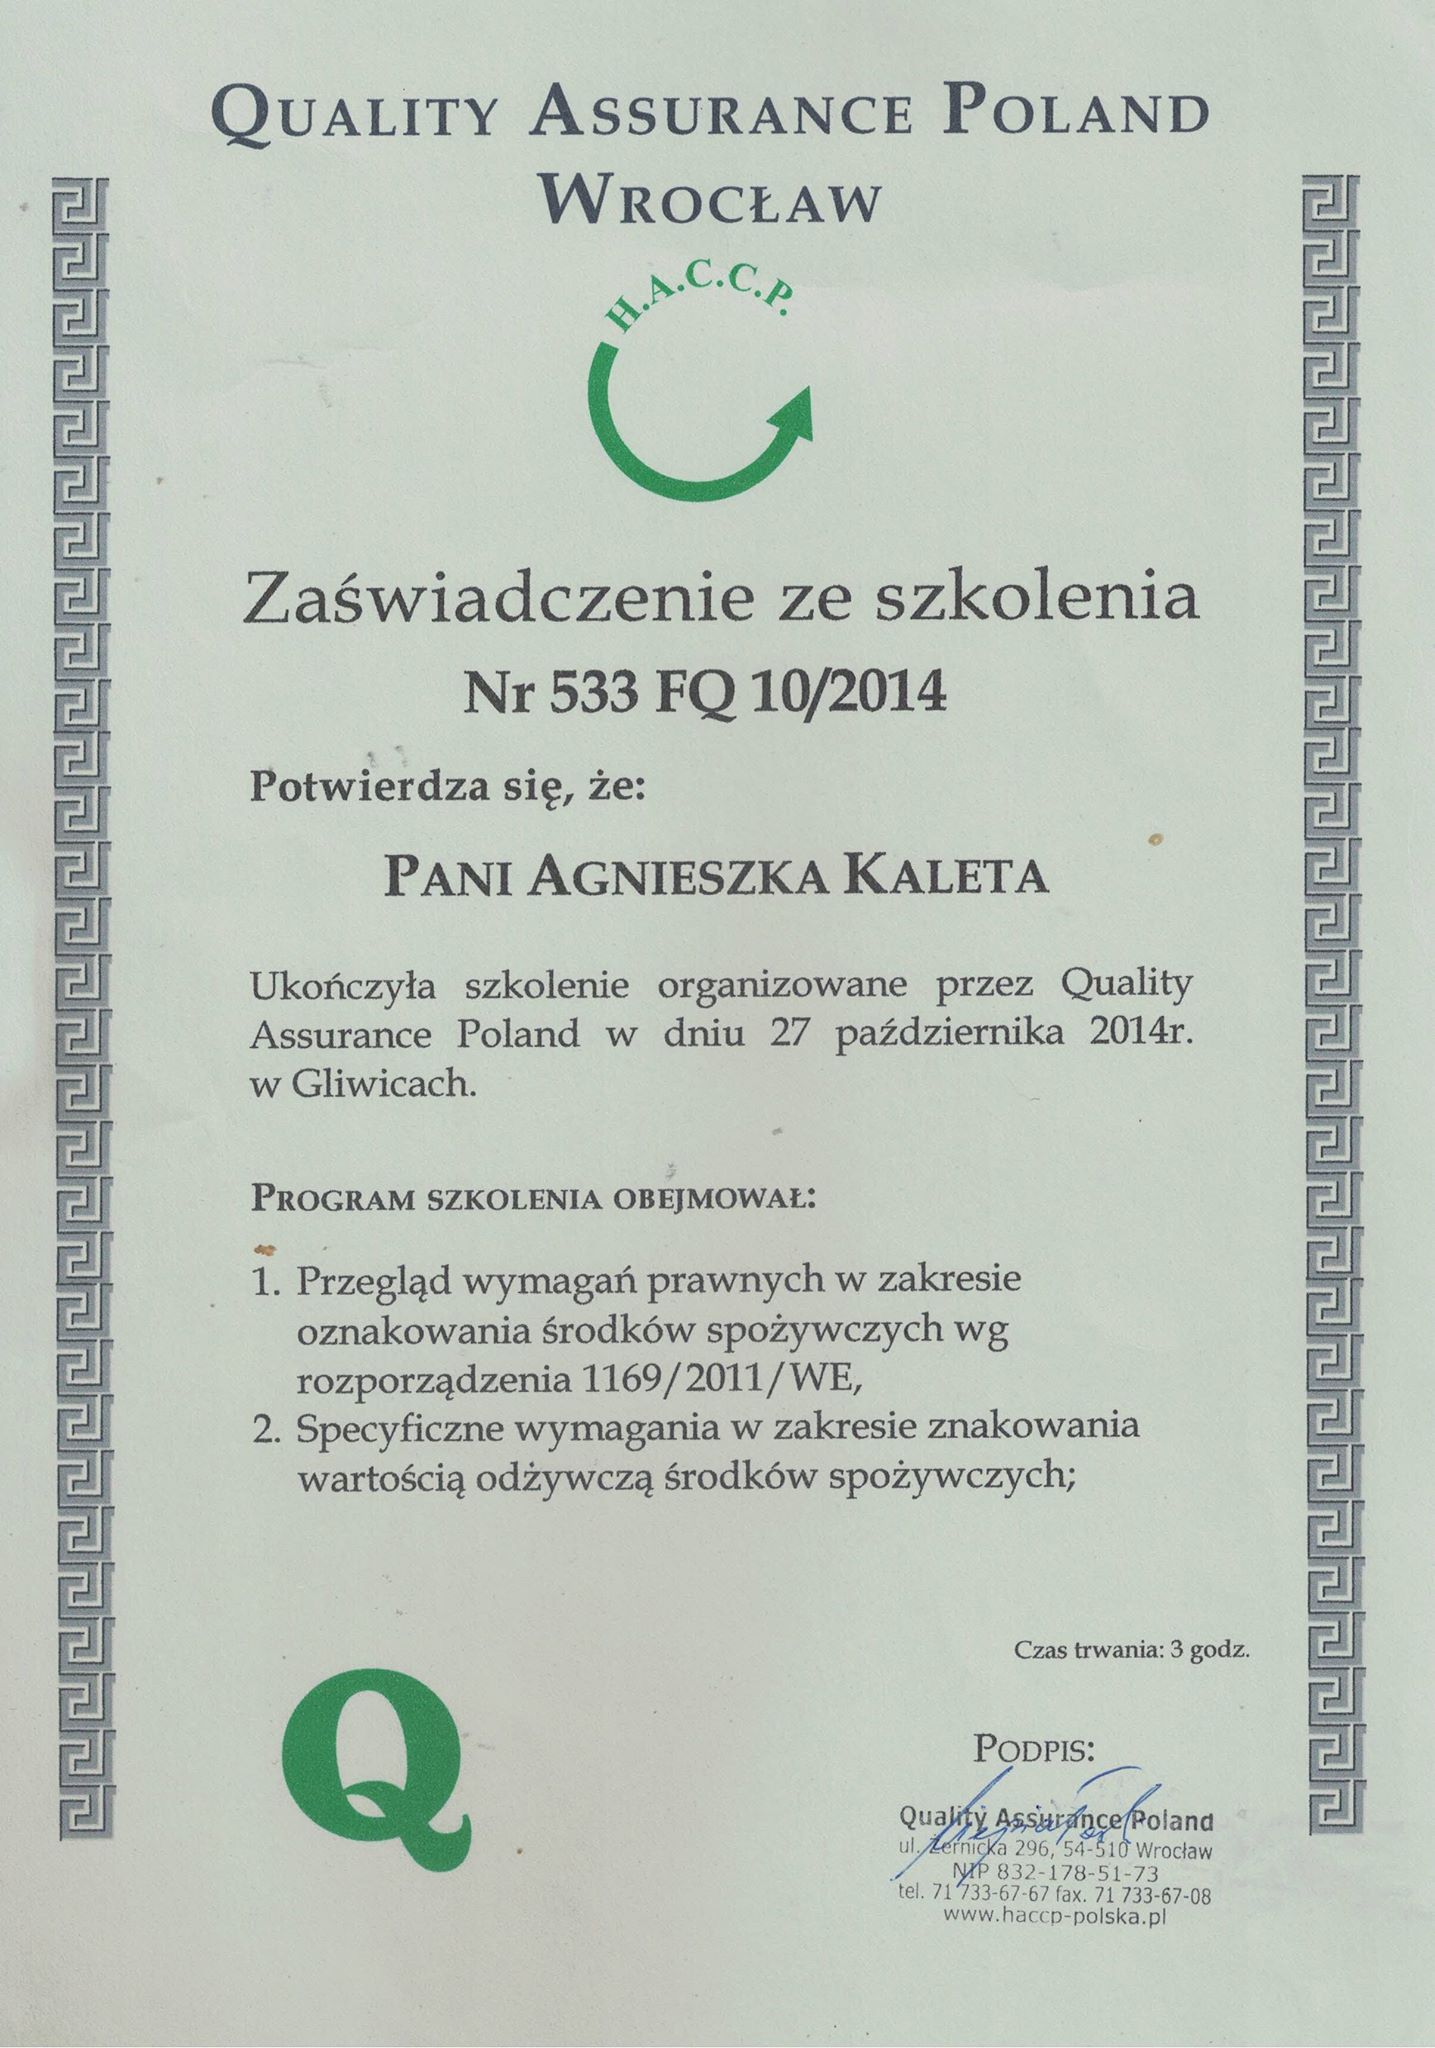 QUALITY ASSURANCE POLAND
WROCŁAW
H.A.C.C.P.
Zaświadczenie ze szkolenia
Nr 533 FQ 10/2014
Potwierdza się, że:
PANI AGNIESZKA KALETA
Ukończyła szkolenie organizowane przez Quality
Assurance Poland w dniu 27 października 2014r.
w Gliwicach.
PROGRAM SZKOLENIA OBEJMOWAŁ:
1. Przegląd wymagań prawnych w zakresie
oznakowania środków spożywczych wg
rozporządzenia 1169/2011/WE,
2. Specyficzne wymagania w zakresie znakowania
wartością odżywczą środków spożywczych;
Czas trwania: 3 godz.
Q
PODPIS:
Quality Assurance Poland
ul. Żernicka 296, 54-510 Wrocław
NIP 832-178-51-73
tel. 71 733-67-67 fax. 71 733-67-08
www.haccp-polska.pl